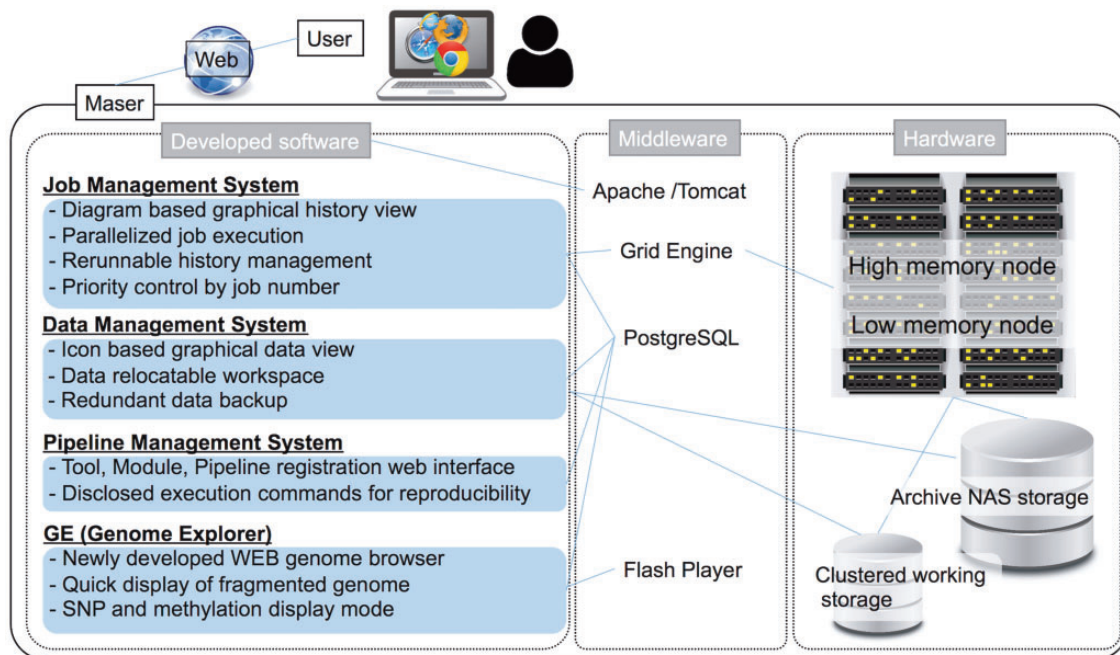 User
Web
Maser
Developed software
Middleware
Hardware
Job Management System
- Diagram based graphical history view
- Parallelized job execution
- Rerunnable history management
- Priority control by job number
Data Management System
- Icon based graphical data view
- Data relocatable workspace
- Redundant data backup
Pipeline Management System
- Tool, Module, Pipeline registration web interface
- Disclosed execution commands for reproducibility
GE (Genome Explorer)
- Newly developed WEB genome browser
- Quick display of fragmented genome
- SNP and methylation display mode
Apache /Tomcat
Grid Engine
PostgreSQL
Flash Player
High memory node
Low memory node
Archive NAS storage
Clustered working
storage